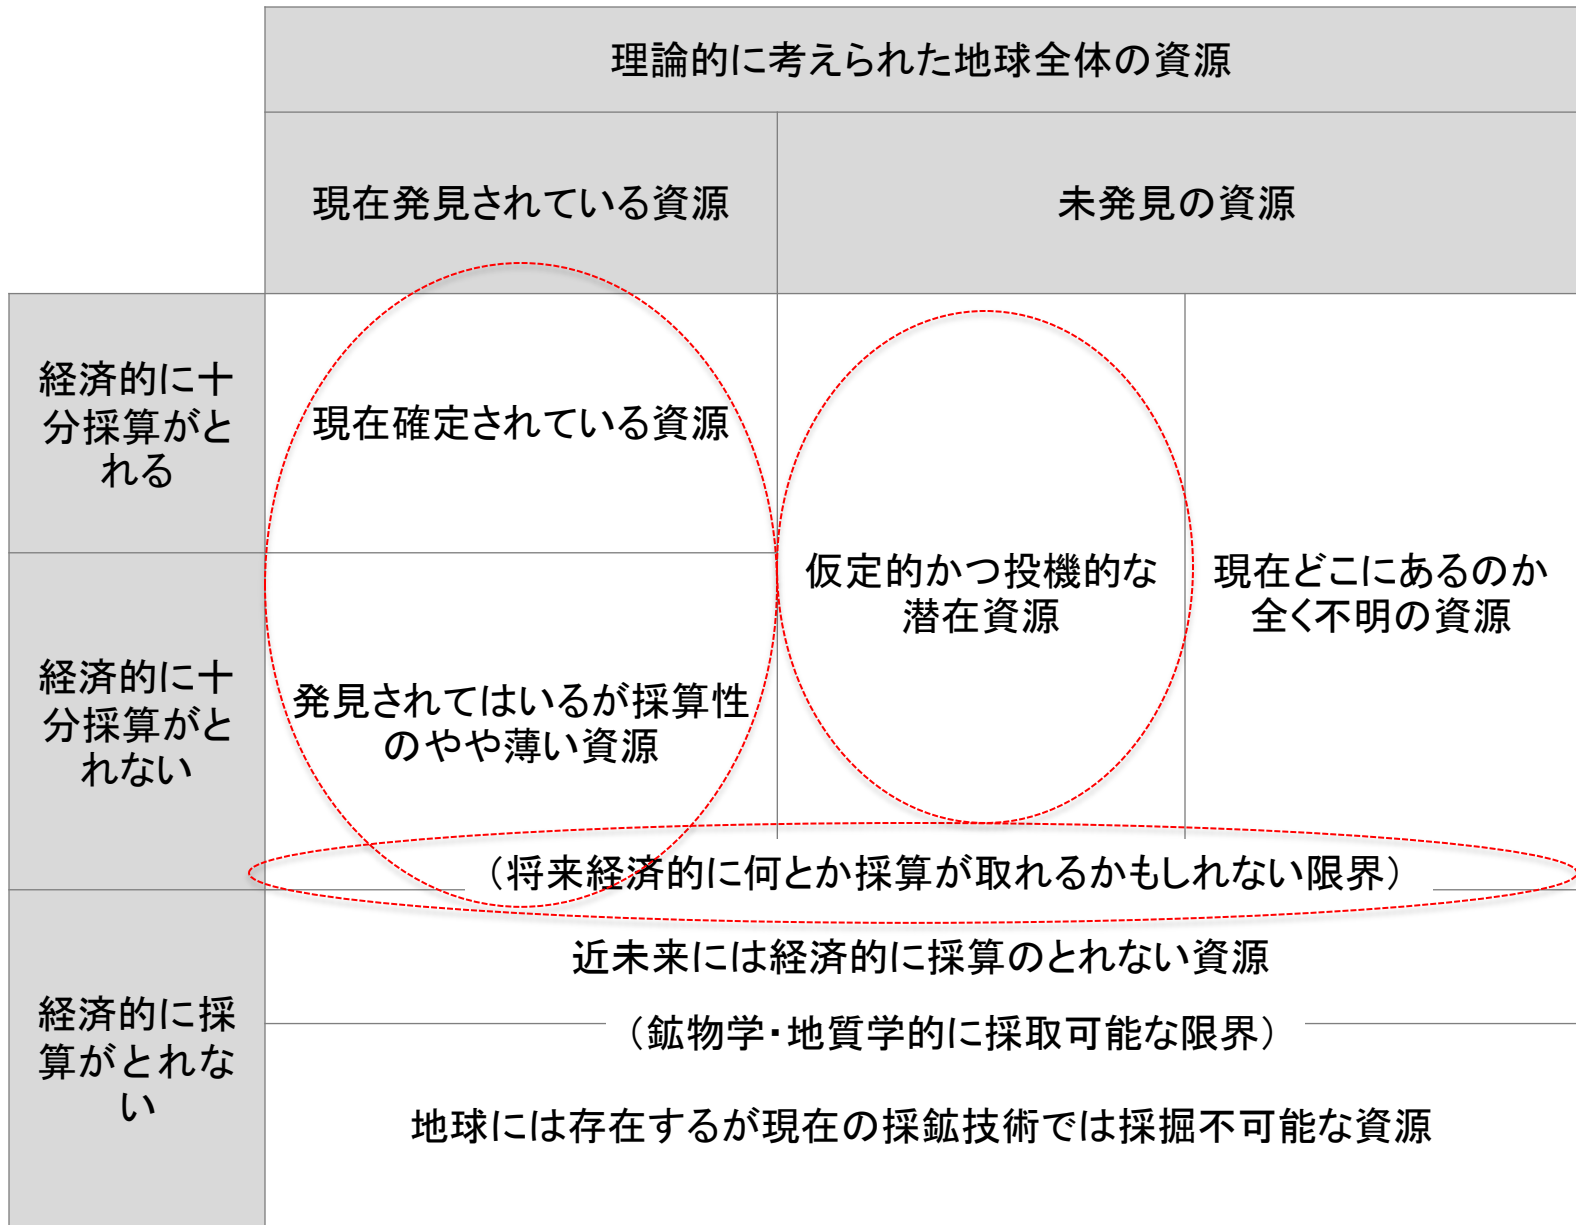 理論的に考えられた地球全体の資源
現在発見されている資源
未発見の資源
経済的に十
分採算がと
れる
現在確定されている資源
仮定的かつ投機的な
潜在資源
現在どこにあるのか
全く不明の資源
経済的に十
分採算がと
れない
発見されてはいるが採算性
のやや薄い資源
（将来経済的に何とか採算が取れるかもしれない限界）
経済的に採
算がとれな
い
近未来には経済的に採算のとれない資源
（鉱物学・地質学的に採取可能な限界）
地球には存在するが現在の採鉱技術では採掘不可能な資源